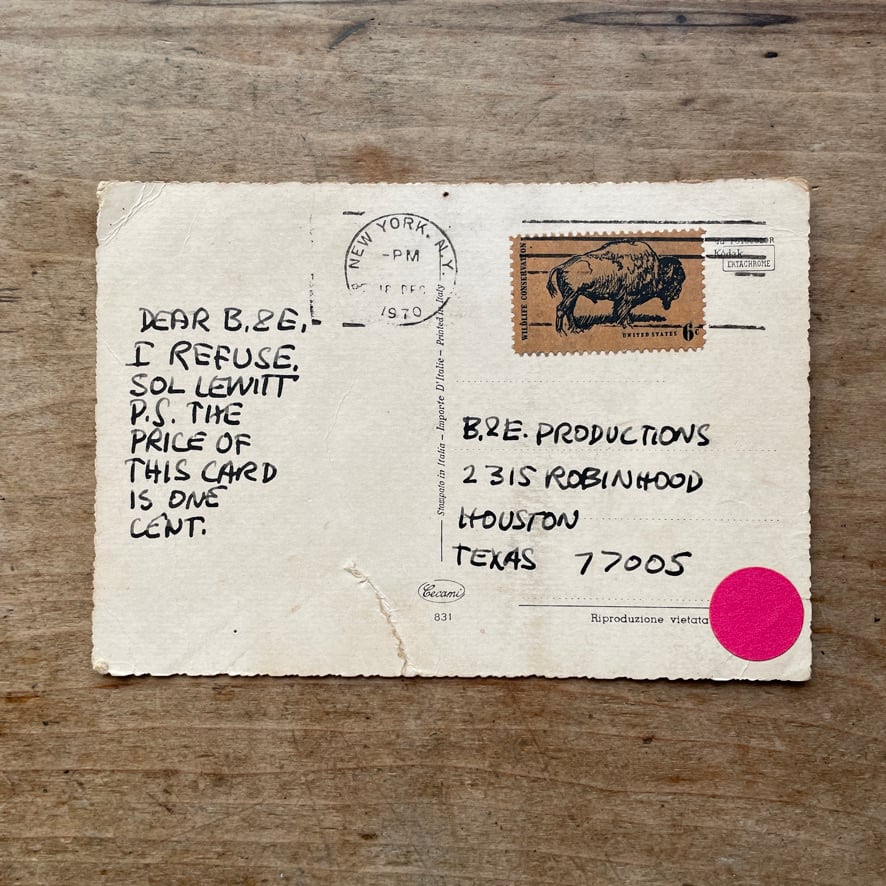 DEAR B.&E,-
I REFUSE.
SOL LEWITT
P.S. THE
PRICE OF
THIS CARD
IS ONE
CENT.
NEW YORK, N.Y.
-PM
18 DEC
1970
Stampato in Italia - Importe D'Italie - Printed in Italy
Cecami
831
WILDLIFE CONSERVATION
UNITED STATES 6c
Kodak
EKTACHROME
B.&E. PRODUCTIONS
2315 ROBINHOOD
HOUSTON
TEXAS 77005
Riproduzione vietata